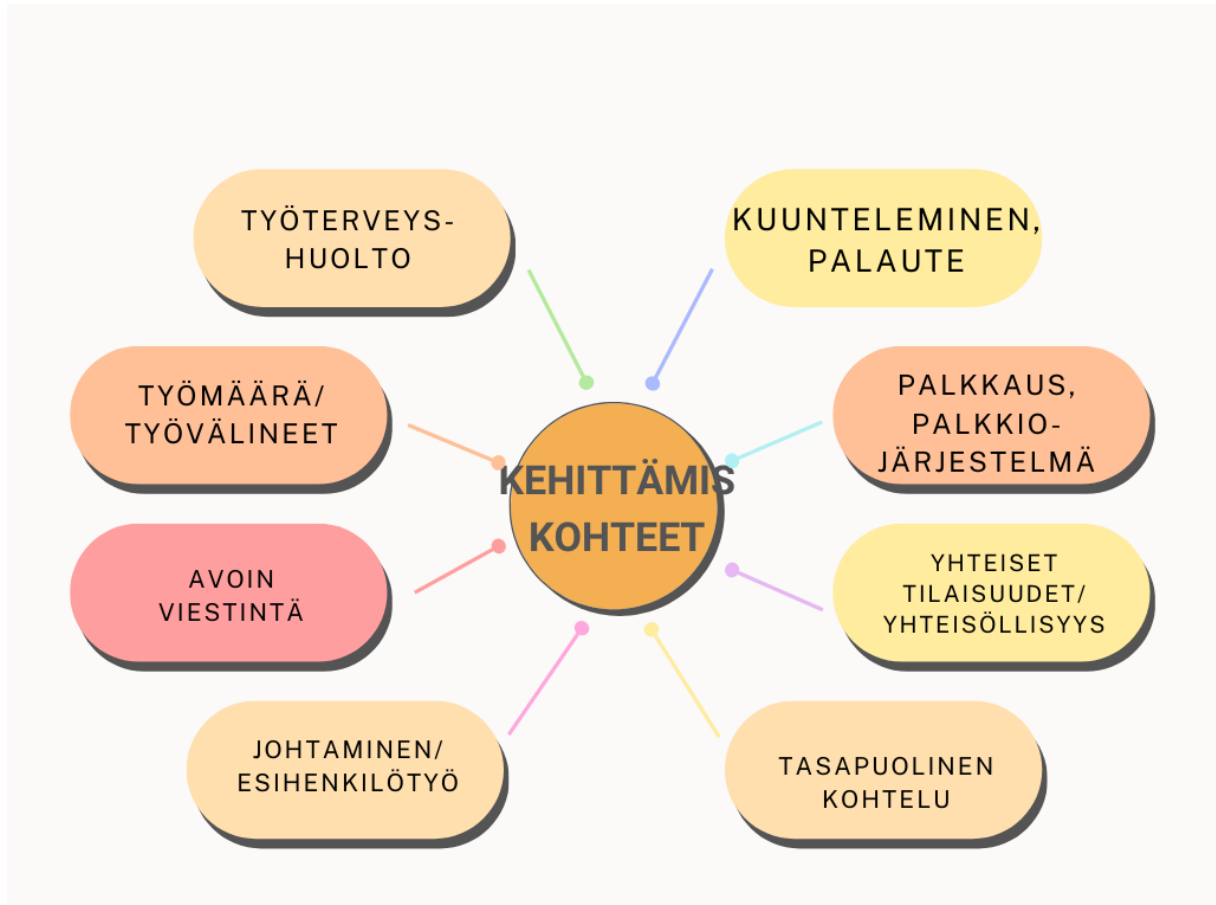 TYÖTERVEYS-
HUOLTO
KUUNTELEMINEN,
PALAUTE
TYÖMÄÄRÄ/
TYÖVÄLINEET
PALKKAUS,
PALKKIO-
JÄRJESTELMÄ
KEHITTÄMIS
KOHTEET
AVOIN
VIESTINTÄ
YHTEISET
TILAISUUDET/
YHTEISÖLLISYYS
JOHTAMINEN/
ESIHENKILÖTYÖ
TASAPUOLINEN
KOHTELU